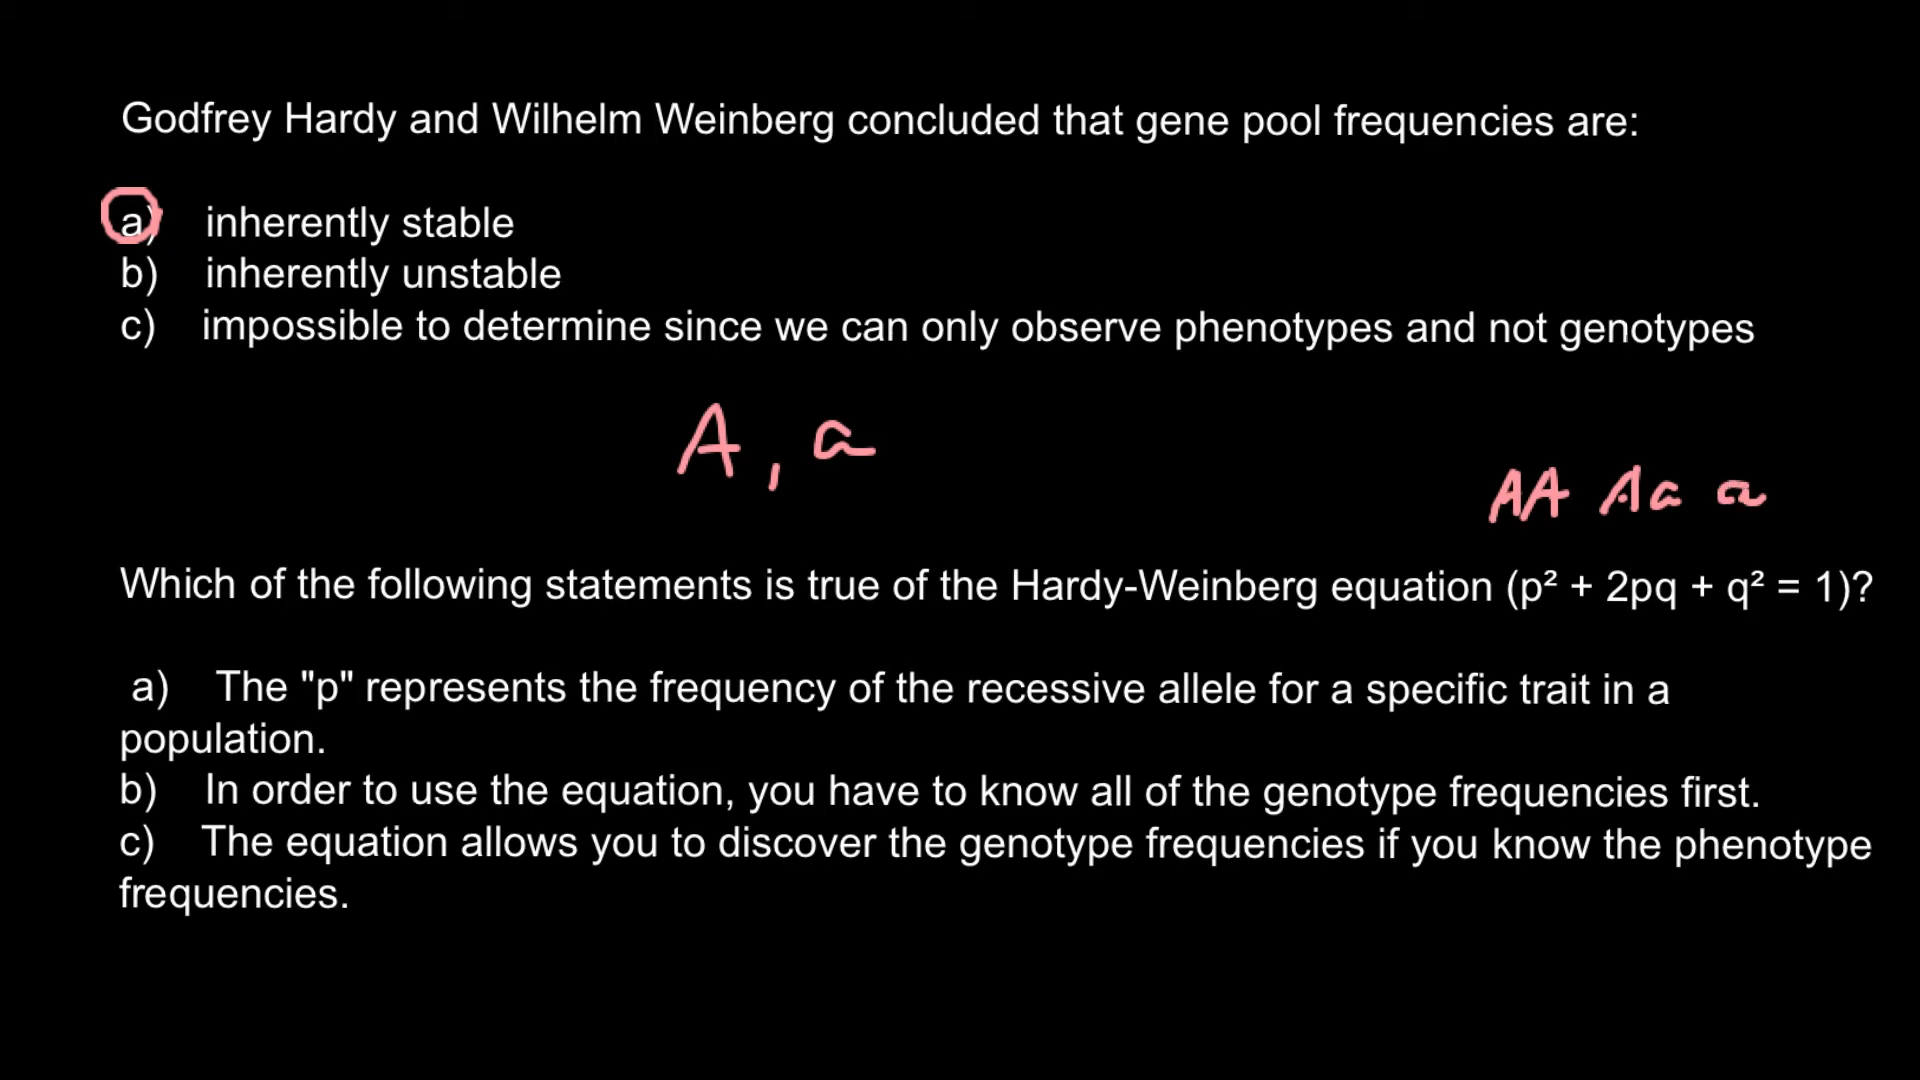 Godfrey Hardy and Wilhelm Weinberg concluded that gene pool frequencies are:
a) inherently stable
b) inherently unstable
c) impossible to determine since we can only observe phenotypes and not genotypes
A, a
AA Aa a
Which of the following statements is true of the Hardy-Weinberg equation (p² + 2pq + q² = 1)?
a) The "p" represents the frequency of the recessive allele for a specific trait in a
population.
b) In order to use the equation, you have to know all of the genotype frequencies first.
c) The equation allows you to discover the genotype frequencies if you know the phenotype
frequencies.